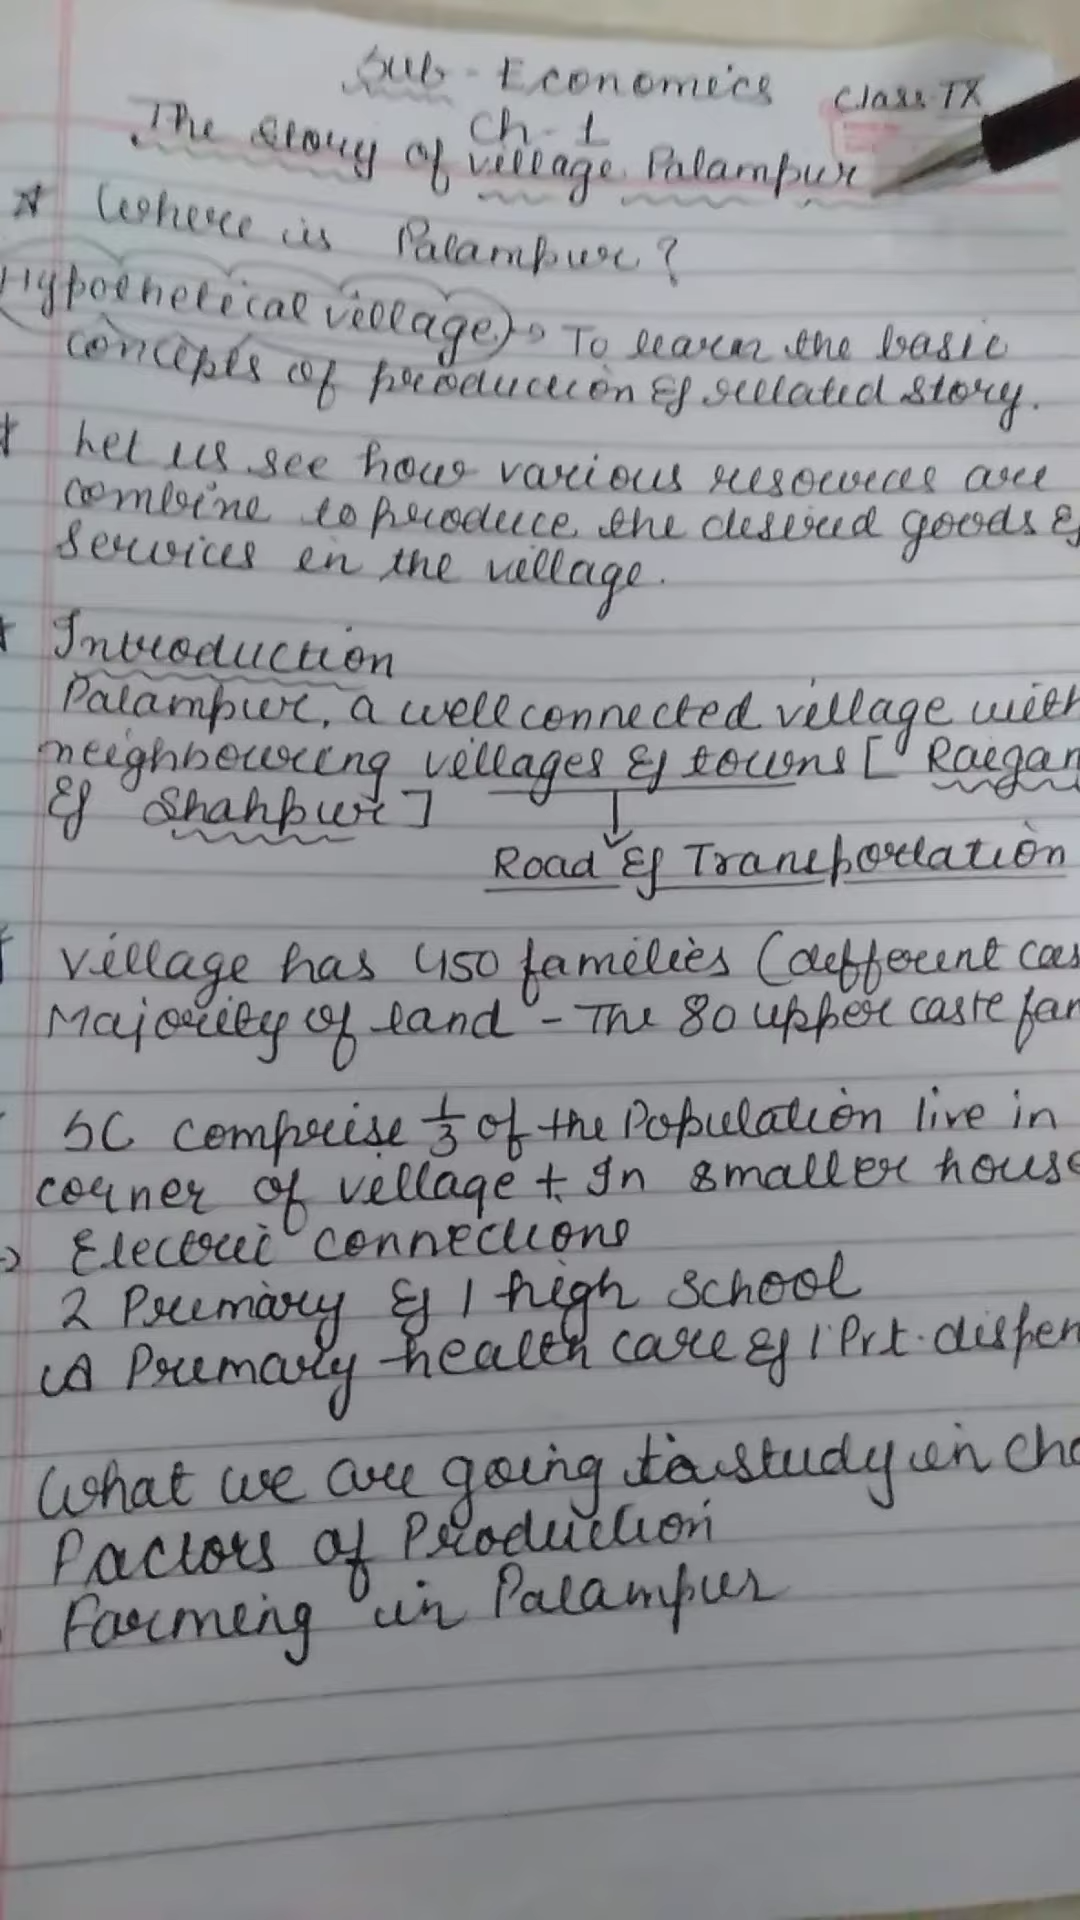 Sub - Economics Class-IX
Ch-1
The Story of village Palampur
* Where is Palampur?
Hypothetical village) → To learn the basic
concepts of production & related story.
* Let us see how various resources are
combine to produce the desired goods &
services in the village.
* Introduction
Palampur, a well connected village with
neighbouring villages & towns [ Raigan
& Shahpur ]
Road & Transportation
village has 450 families (different cas
Majority of land - The 80 upper caste fam
SC comprise 1/3 of the Population live in
corner of village + In smaller house
→ Electric connections
2 Primary & 1 high School
A Primary health care & 1 Prt. dispen
What we are going to study in cha
Factors of Production
Farming in Palampur